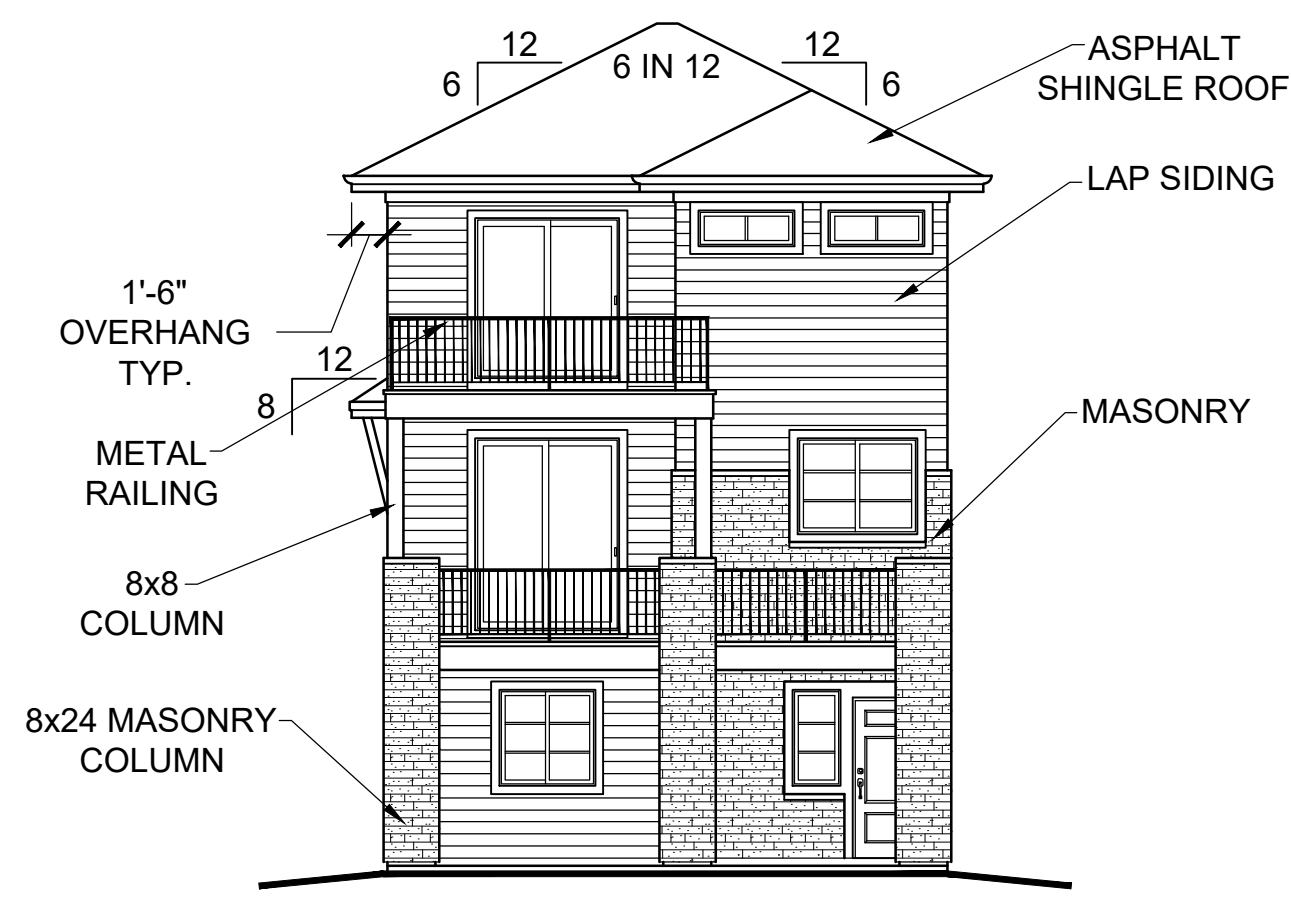 12
6
6 IN 12
12
6
ASPHALT
SHINGLE ROOF
LAP SIDING
1'-6"
OVERHANG
TYP.
12
8
METAL
RAILING
MASONRY
8x8
COLUMN
8x24 MASONRY
COLUMN